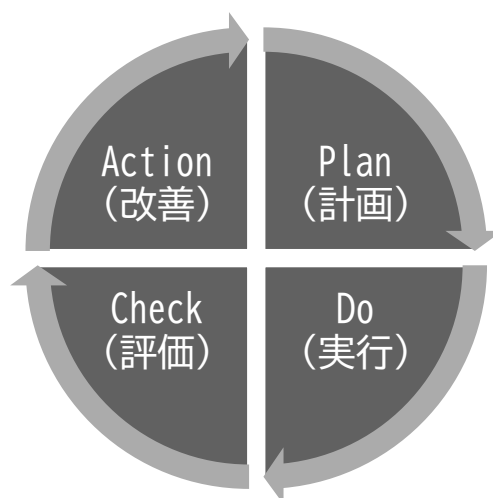 Action
（改善）
Plan
（計画）
Check
（評価）
Do
（実行）